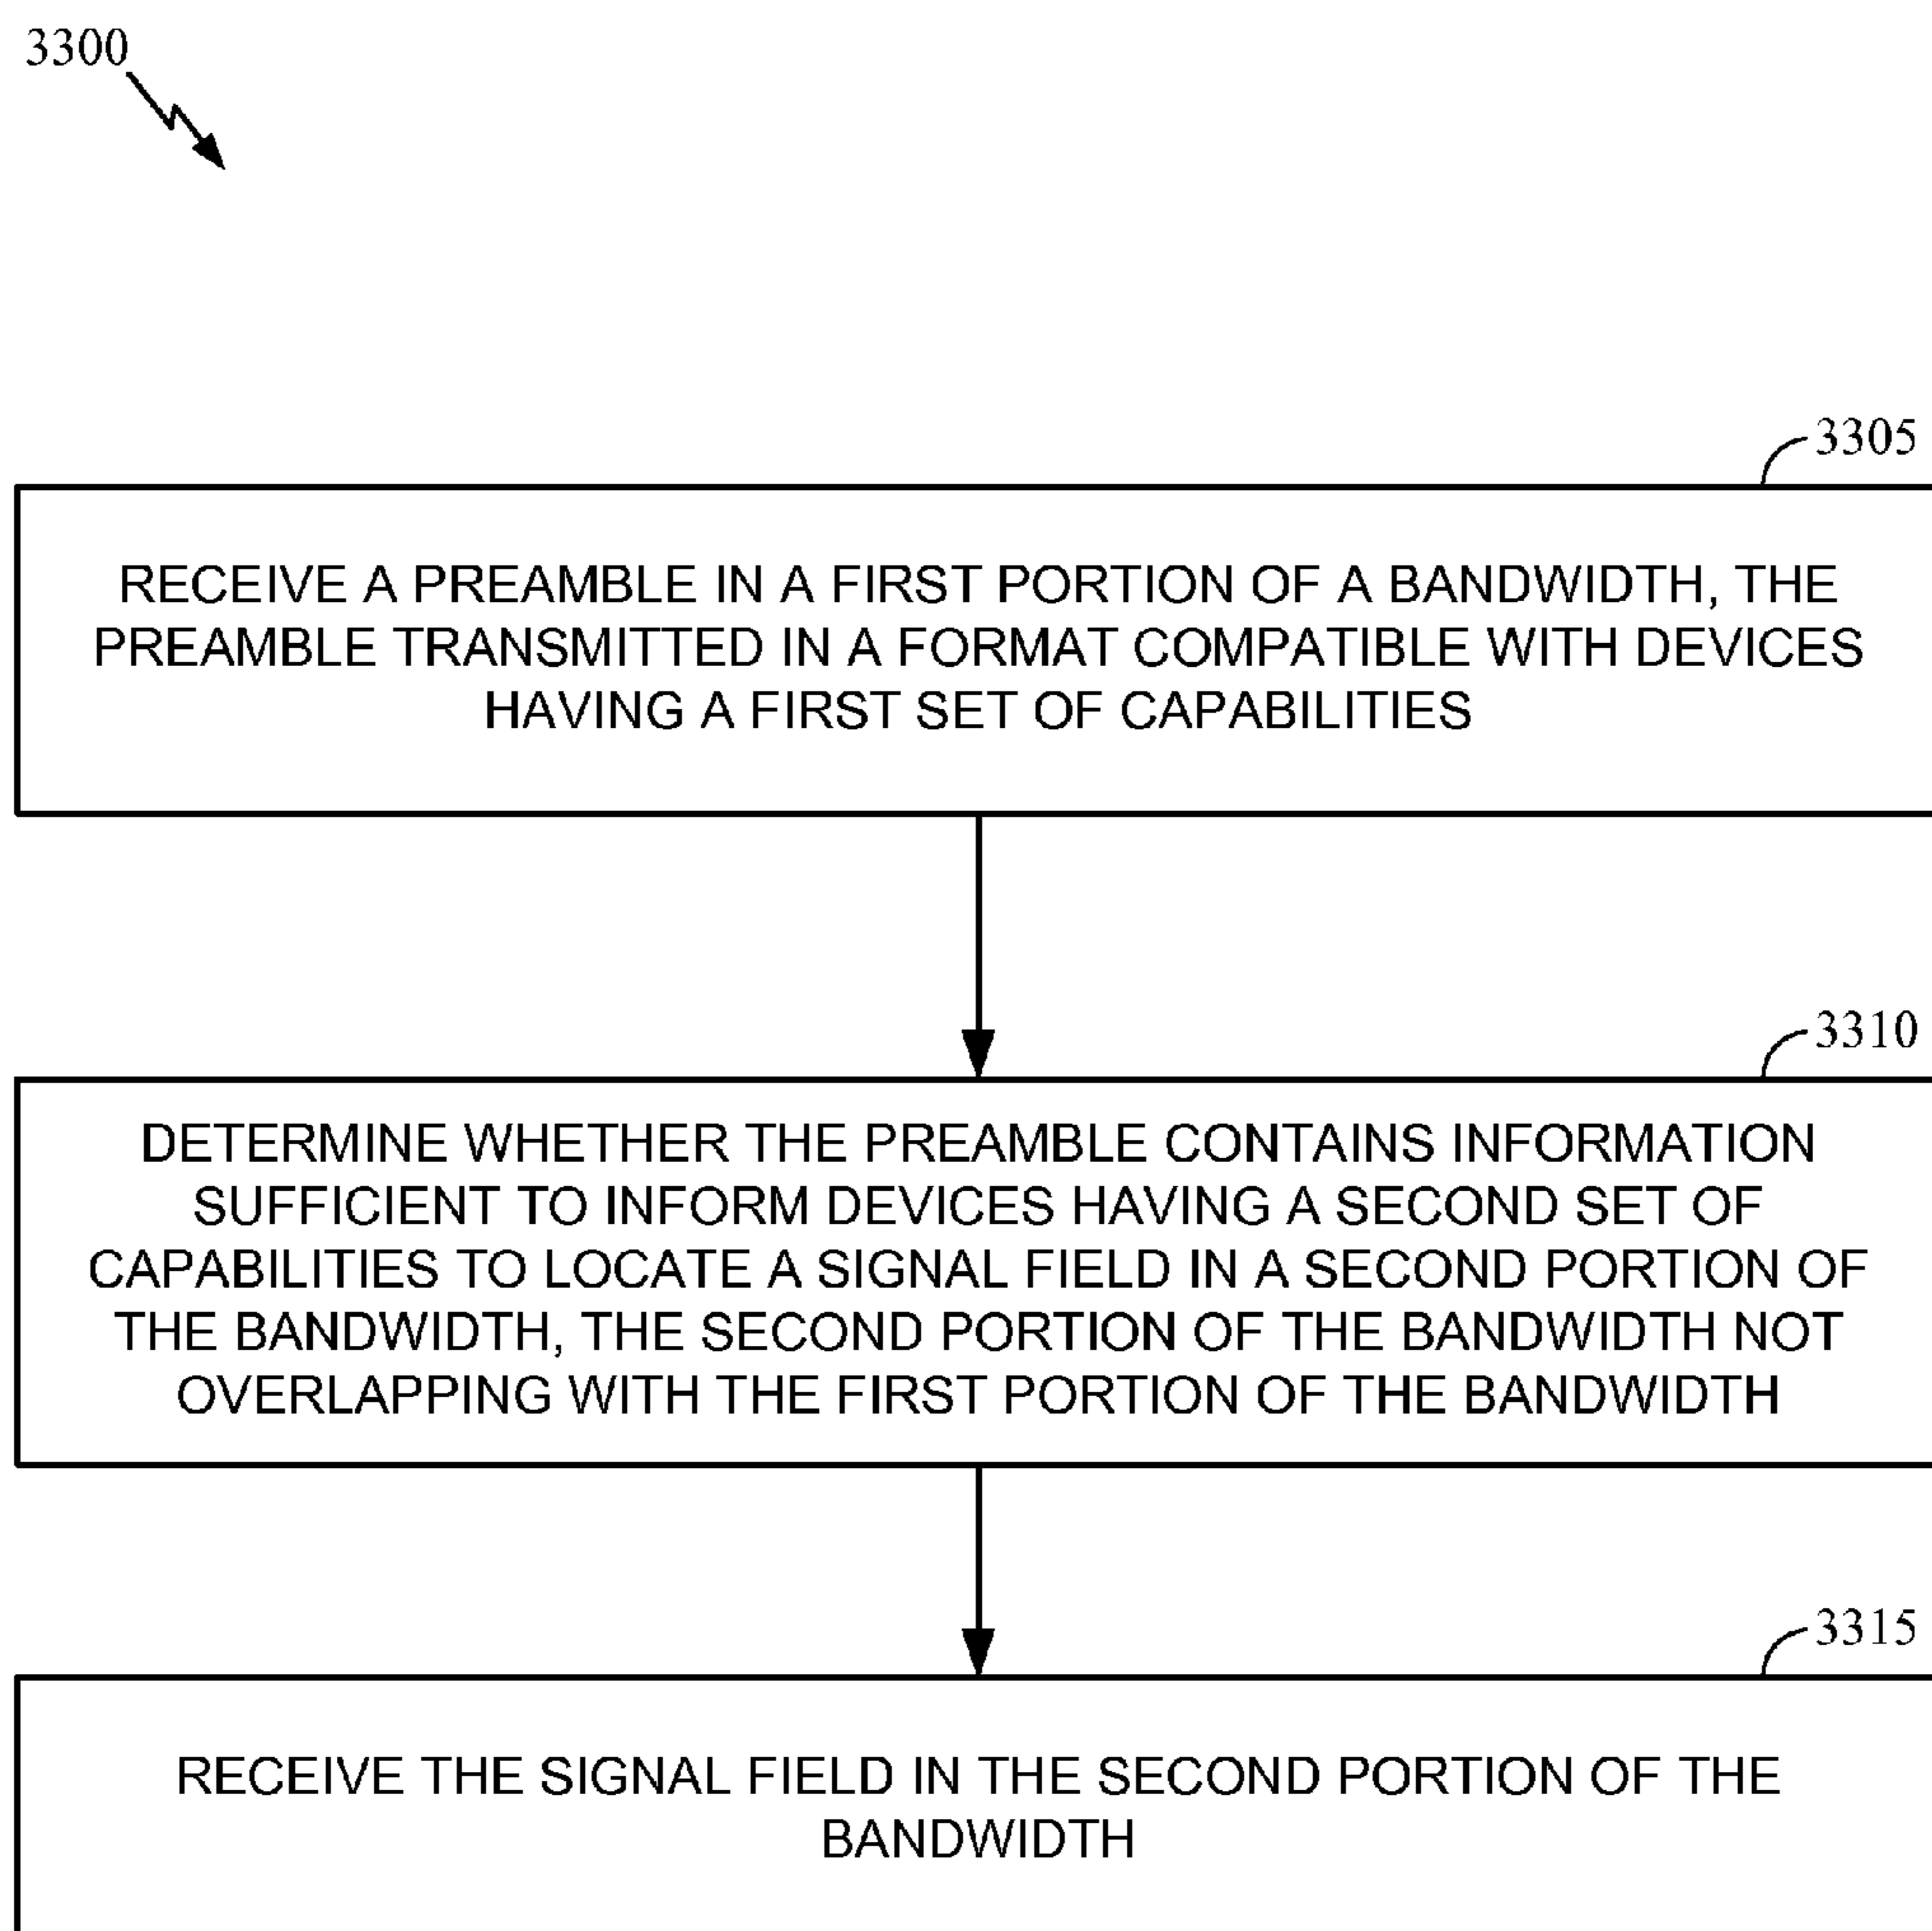 3300
3305
RECEIVE A PREAMBLE IN A FIRST PORTION OF A BANDWIDTH, THE
PREAMBLE TRANSMITTED IN A FORMAT COMPATIBLE WITH DEVICES
HAVING A FIRST SET OF CAPABILITIES
3310
DETERMINE WHETHER THE PREAMBLE CONTAINS INFORMATION
SUFFICIENT TO INFORM DEVICES HAVING A SECOND SET OF
CAPABILITIES TO LOCATE A SIGNAL FIELD IN A SECOND PORTION OF
THE BANDWIDTH, THE SECOND PORTION OF THE BANDWIDTH NOT
OVERLAPPING WITH THE FIRST PORTION OF THE BANDWIDTH
3315
RECEIVE THE SIGNAL FIELD IN THE SECOND PORTION OF THE
BANDWIDTH